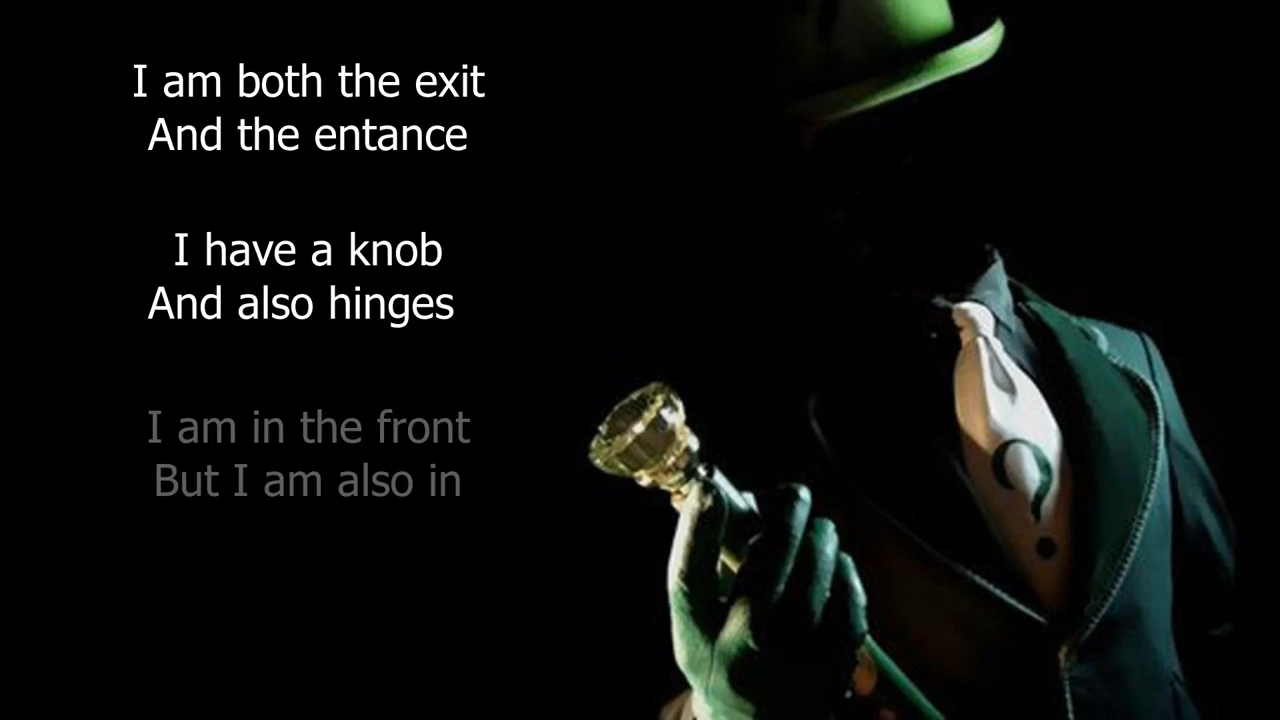 I am both the exit
And the entance
I have a knob
And also hinges
I am in the front
But I am also in